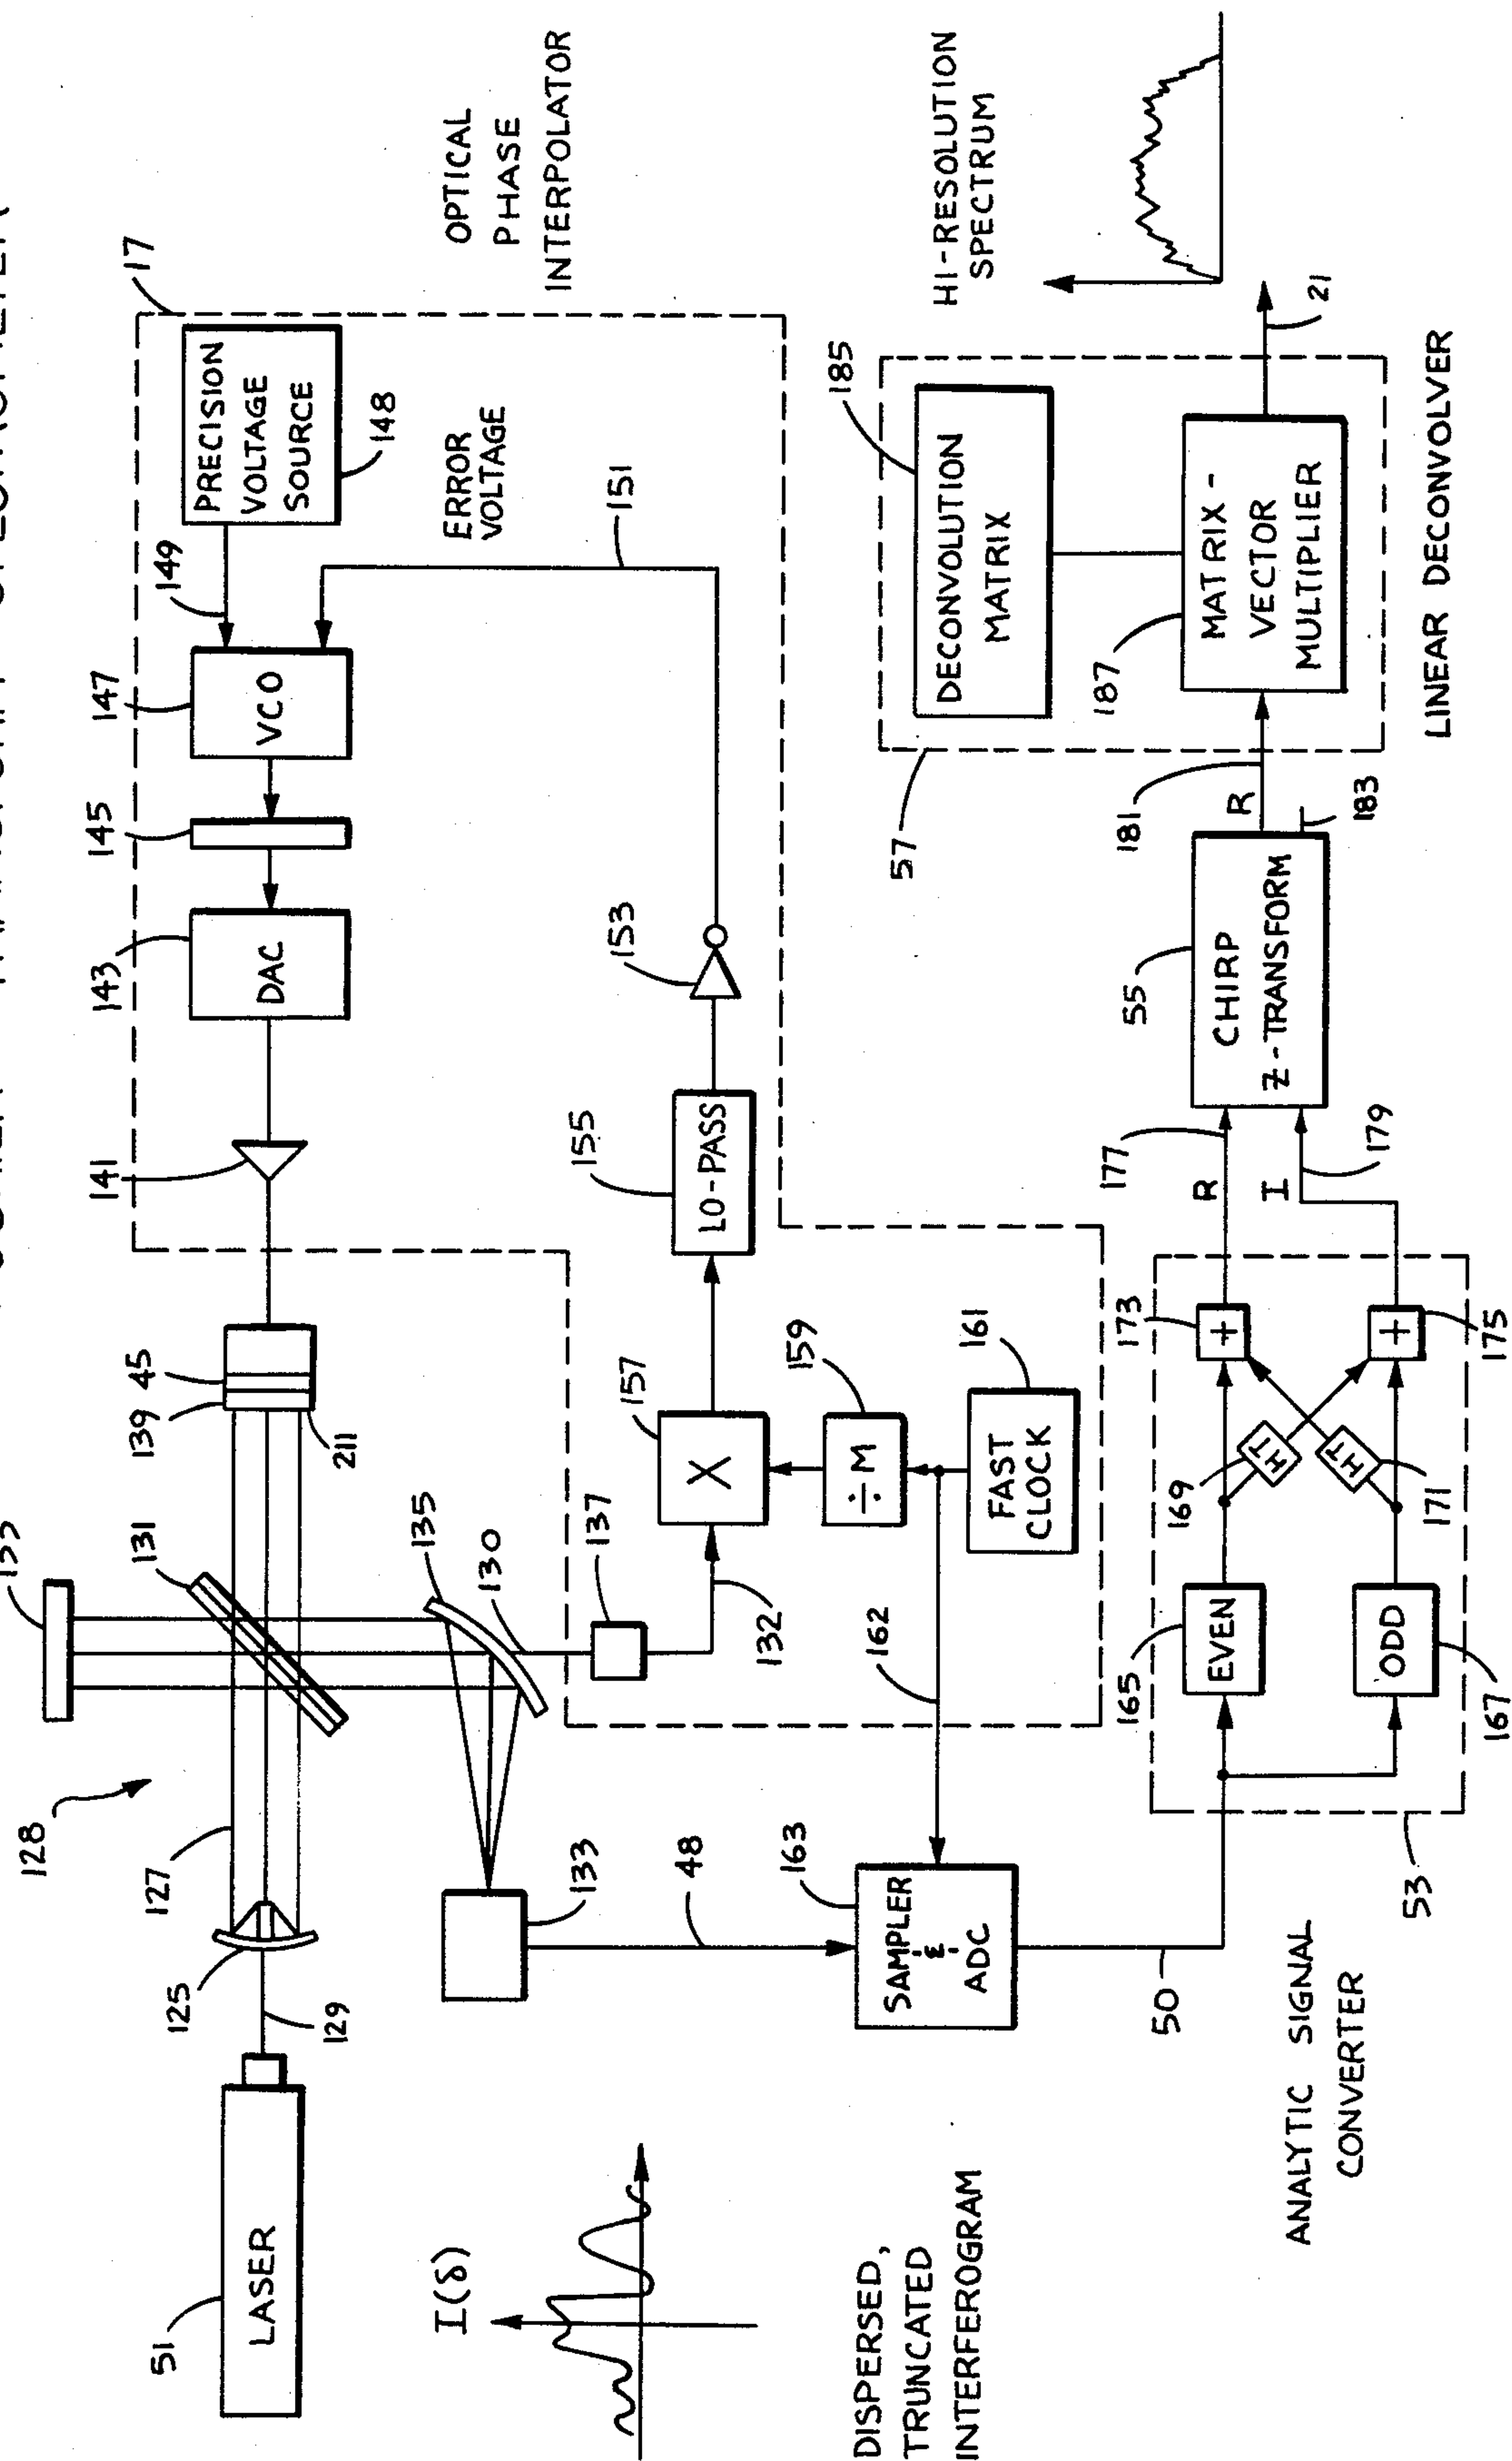 128
17
51
LASER
129
125
127
131
139
45
211
141
143
DAC
145
147
VCO
149
PRECISION
VOLTAGE
SOURCE
148
OPTICAL
PHASE
INTERPOLATOR
ERROR
VOLTAGE
151
153
155
LO-PASS
157
X
159
÷M
161
FAST
CLOCK
132
137
130
135
162
I(δ)
DISPERSED,
TRUNCATED
INTERFEROGRAM
133
48
163
SAMPLER
&
ADC
50
ANALYTIC SIGNAL
CONVERTER
53
165
EVEN
167
ODD
169
HT
171
HT
173
+
175
+
177
R
I
179
55
CHIRP
Z-TRANSFORM
181
R
183
57
DECONVOLUTION
MATRIX
185
187
MATRIX-
VECTOR
MULTIPLIER
21
LINEAR DECONVOLVER
HI-RESOLUTION
SPECTRUM